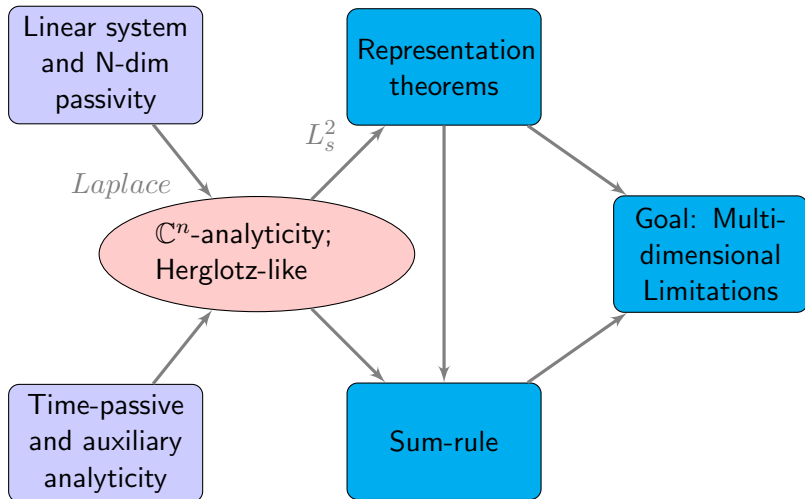 Linear system
and N-dim
passivity
Representation
theorems
L_s^2
Laplace
ℂⁿ-analyticity;
Herglotz-like
Goal: Multi-
dimensional
Limitations
Time-passive
and auxiliary
analyticity
Sum-rule